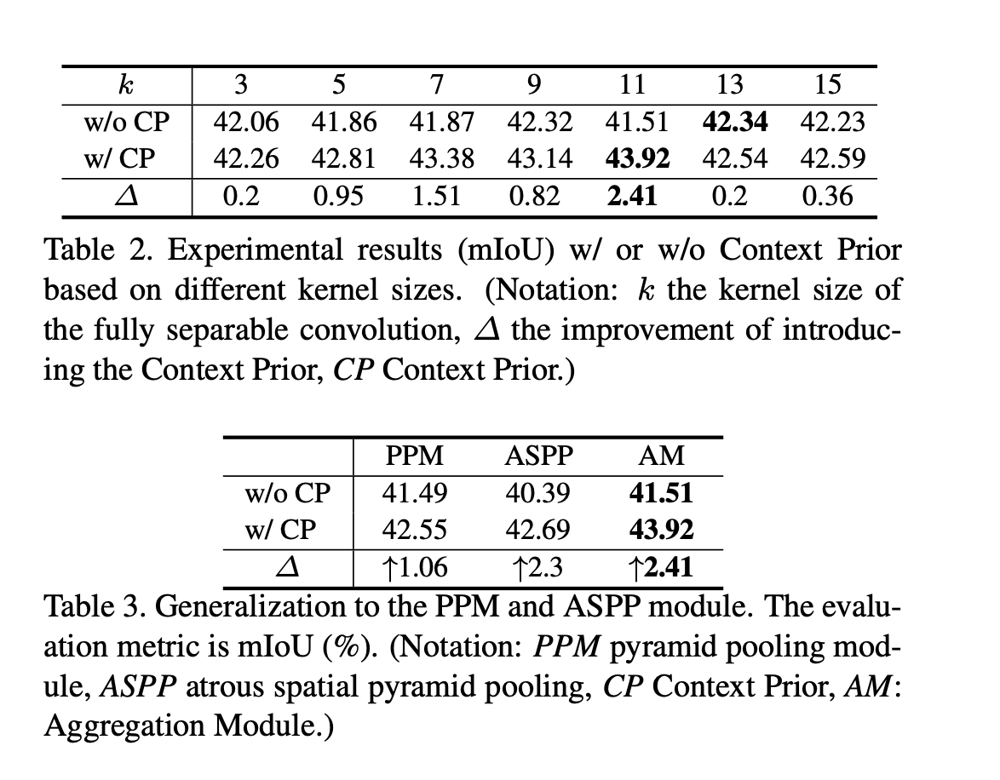 k 3 5 7 9 11 13 15
w/o CP 42.06 41.86 41.87 42.32 41.51 42.34 42.23
w/ CP 42.26 42.81 43.38 43.14 43.92 42.54 42.59
Δ 0.2 0.95 1.51 0.82 2.41 0.2 0.36
Table 2. Experimental results (mIoU) w/ or w/o Context Prior
based on different kernel sizes. (Notation: k the kernel size of
the fully separable convolution, Δ the improvement of introduc-
ing the Context Prior, CP Context Prior.)
PPM ASPP AM
w/o CP 41.49 40.39 41.51
w/ CP 42.55 42.69 43.92
Δ ↑1.06 ↑2.3 ↑2.41
Table 3. Generalization to the PPM and ASPP module. The evalu-
ation metric is mIoU (%). (Notation: PPM pyramid pooling mod-
ule, ASPP atrous spatial pyramid pooling, CP Context Prior, AM:
Aggregation Module.)